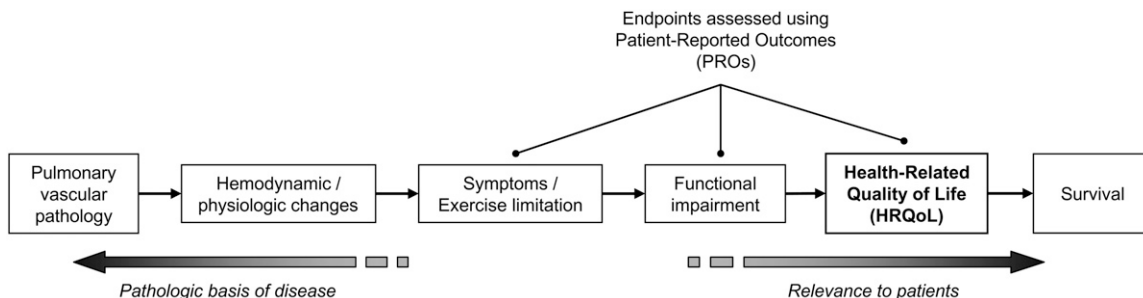 Endpoints assessed using
Patient-Reported Outcomes
(PROs)
Pulmonary
vascular
pathology
Hemodynamic /
physiologic changes
Symptoms /
Exercise limitation
Functional
impairment
Health-Related
Quality of Life
(HRQoL)
Survival
Pathologic basis of disease
Relevance to patients